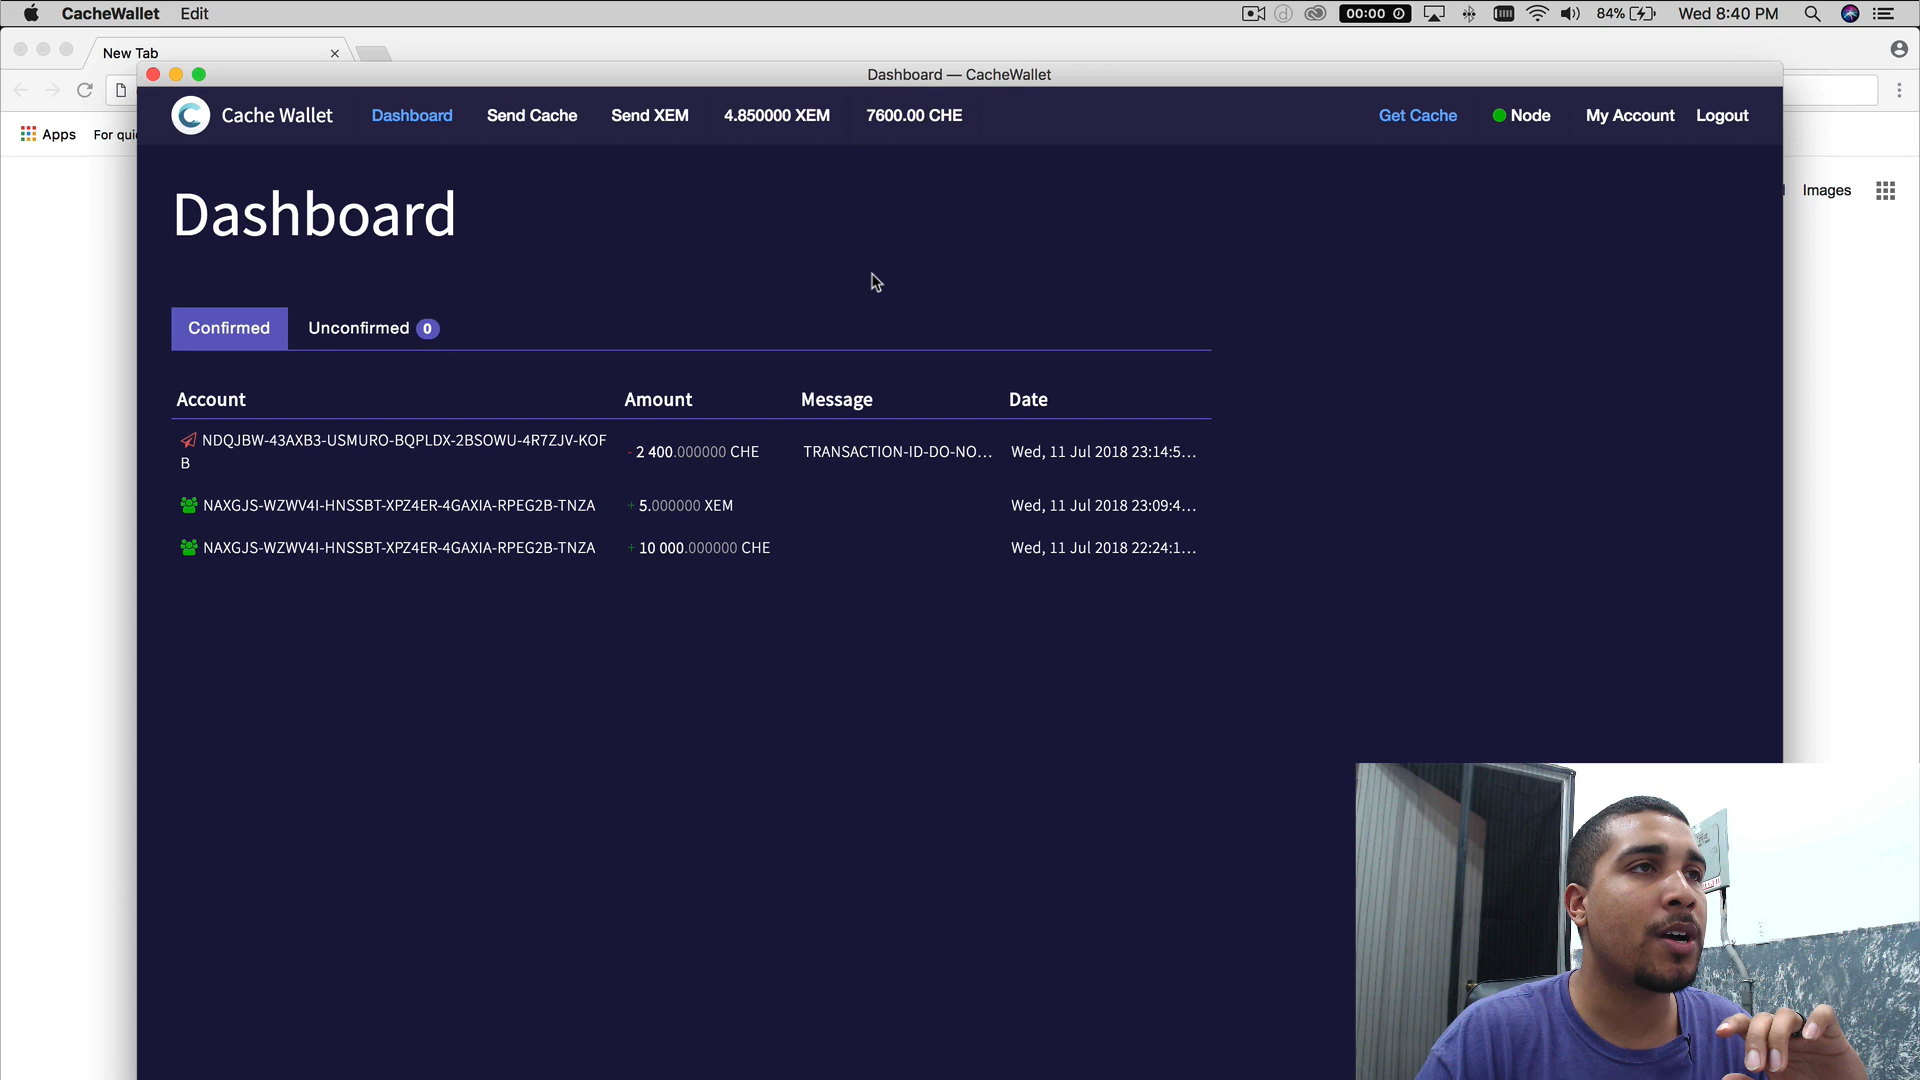 CacheWallet Edit
00:00 84% Wed 8:40 PM
New Tab
Dashboard — CacheWallet
Apps For quic
Cache Wallet Dashboard Send Cache Send XEM 4.850000 XEM 7600.00 CHE Get Cache Node My Account Logout
Images
Dashboard
Confirmed Unconfirmed 0
Account Amount Message Date
NDQJBW-43AXB3-USMURO-BQPLDX-2BSOWU-4R7ZJV-KOF
B
- 2 400.000000 CHE TRANSACTION-ID-DO-NO... Wed, 11 Jul 2018 23:14:5...
NAXGJS-WZWV4I-HNSSBT-XPZ4ER-4GAXIA-RPEG2B-TNZA + 5.000000 XEM Wed, 11 Jul 2018 23:09:4...
NAXGJS-WZWV4I-HNSSBT-XPZ4ER-4GAXIA-RPEG2B-TNZA + 10 000.000000 CHE Wed, 11 Jul 2018 22:24:1...